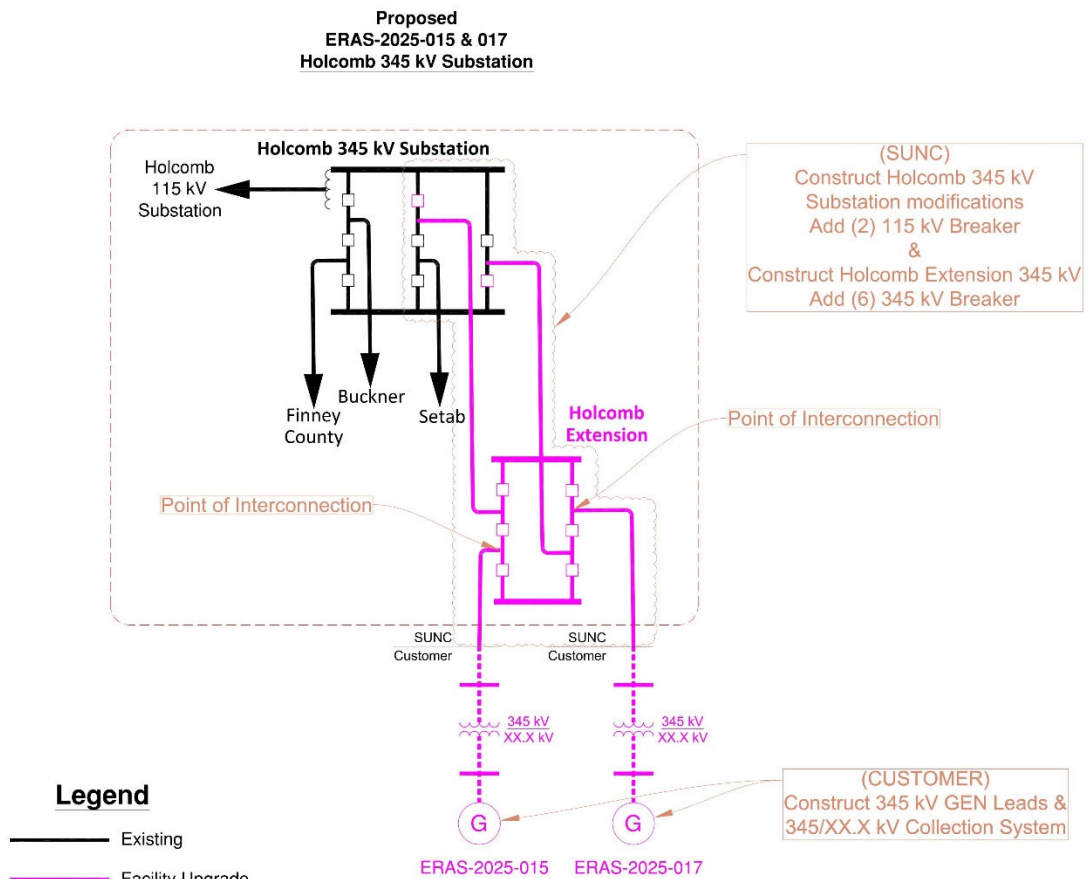 Proposed
ERAS-2025-015 & 017
Holcomb 345 kV Substation
Holcomb 345 kV Substation
Holcomb
115 kV
Substation
(SUNC)
Construct Holcomb 345 kV
Substation modifications
Add (2) 115 kV Breaker
&
Construct Holcomb Extension 345 kV
Add (6) 345 kV Breaker
Finney
County
Buckner
Setab
Holcomb
Extension
Point of Interconnection
Point of Interconnection
SUNC
Customer
SUNC
Customer
345 kV
XX.X kV
345 kV
XX.X kV
(CUSTOMER)
Construct 345 kV GEN Leads &
345/XX.X kV Collection System
G
G
ERAS-2025-015
ERAS-2025-017
Legend
Existing
Facility Upgrade